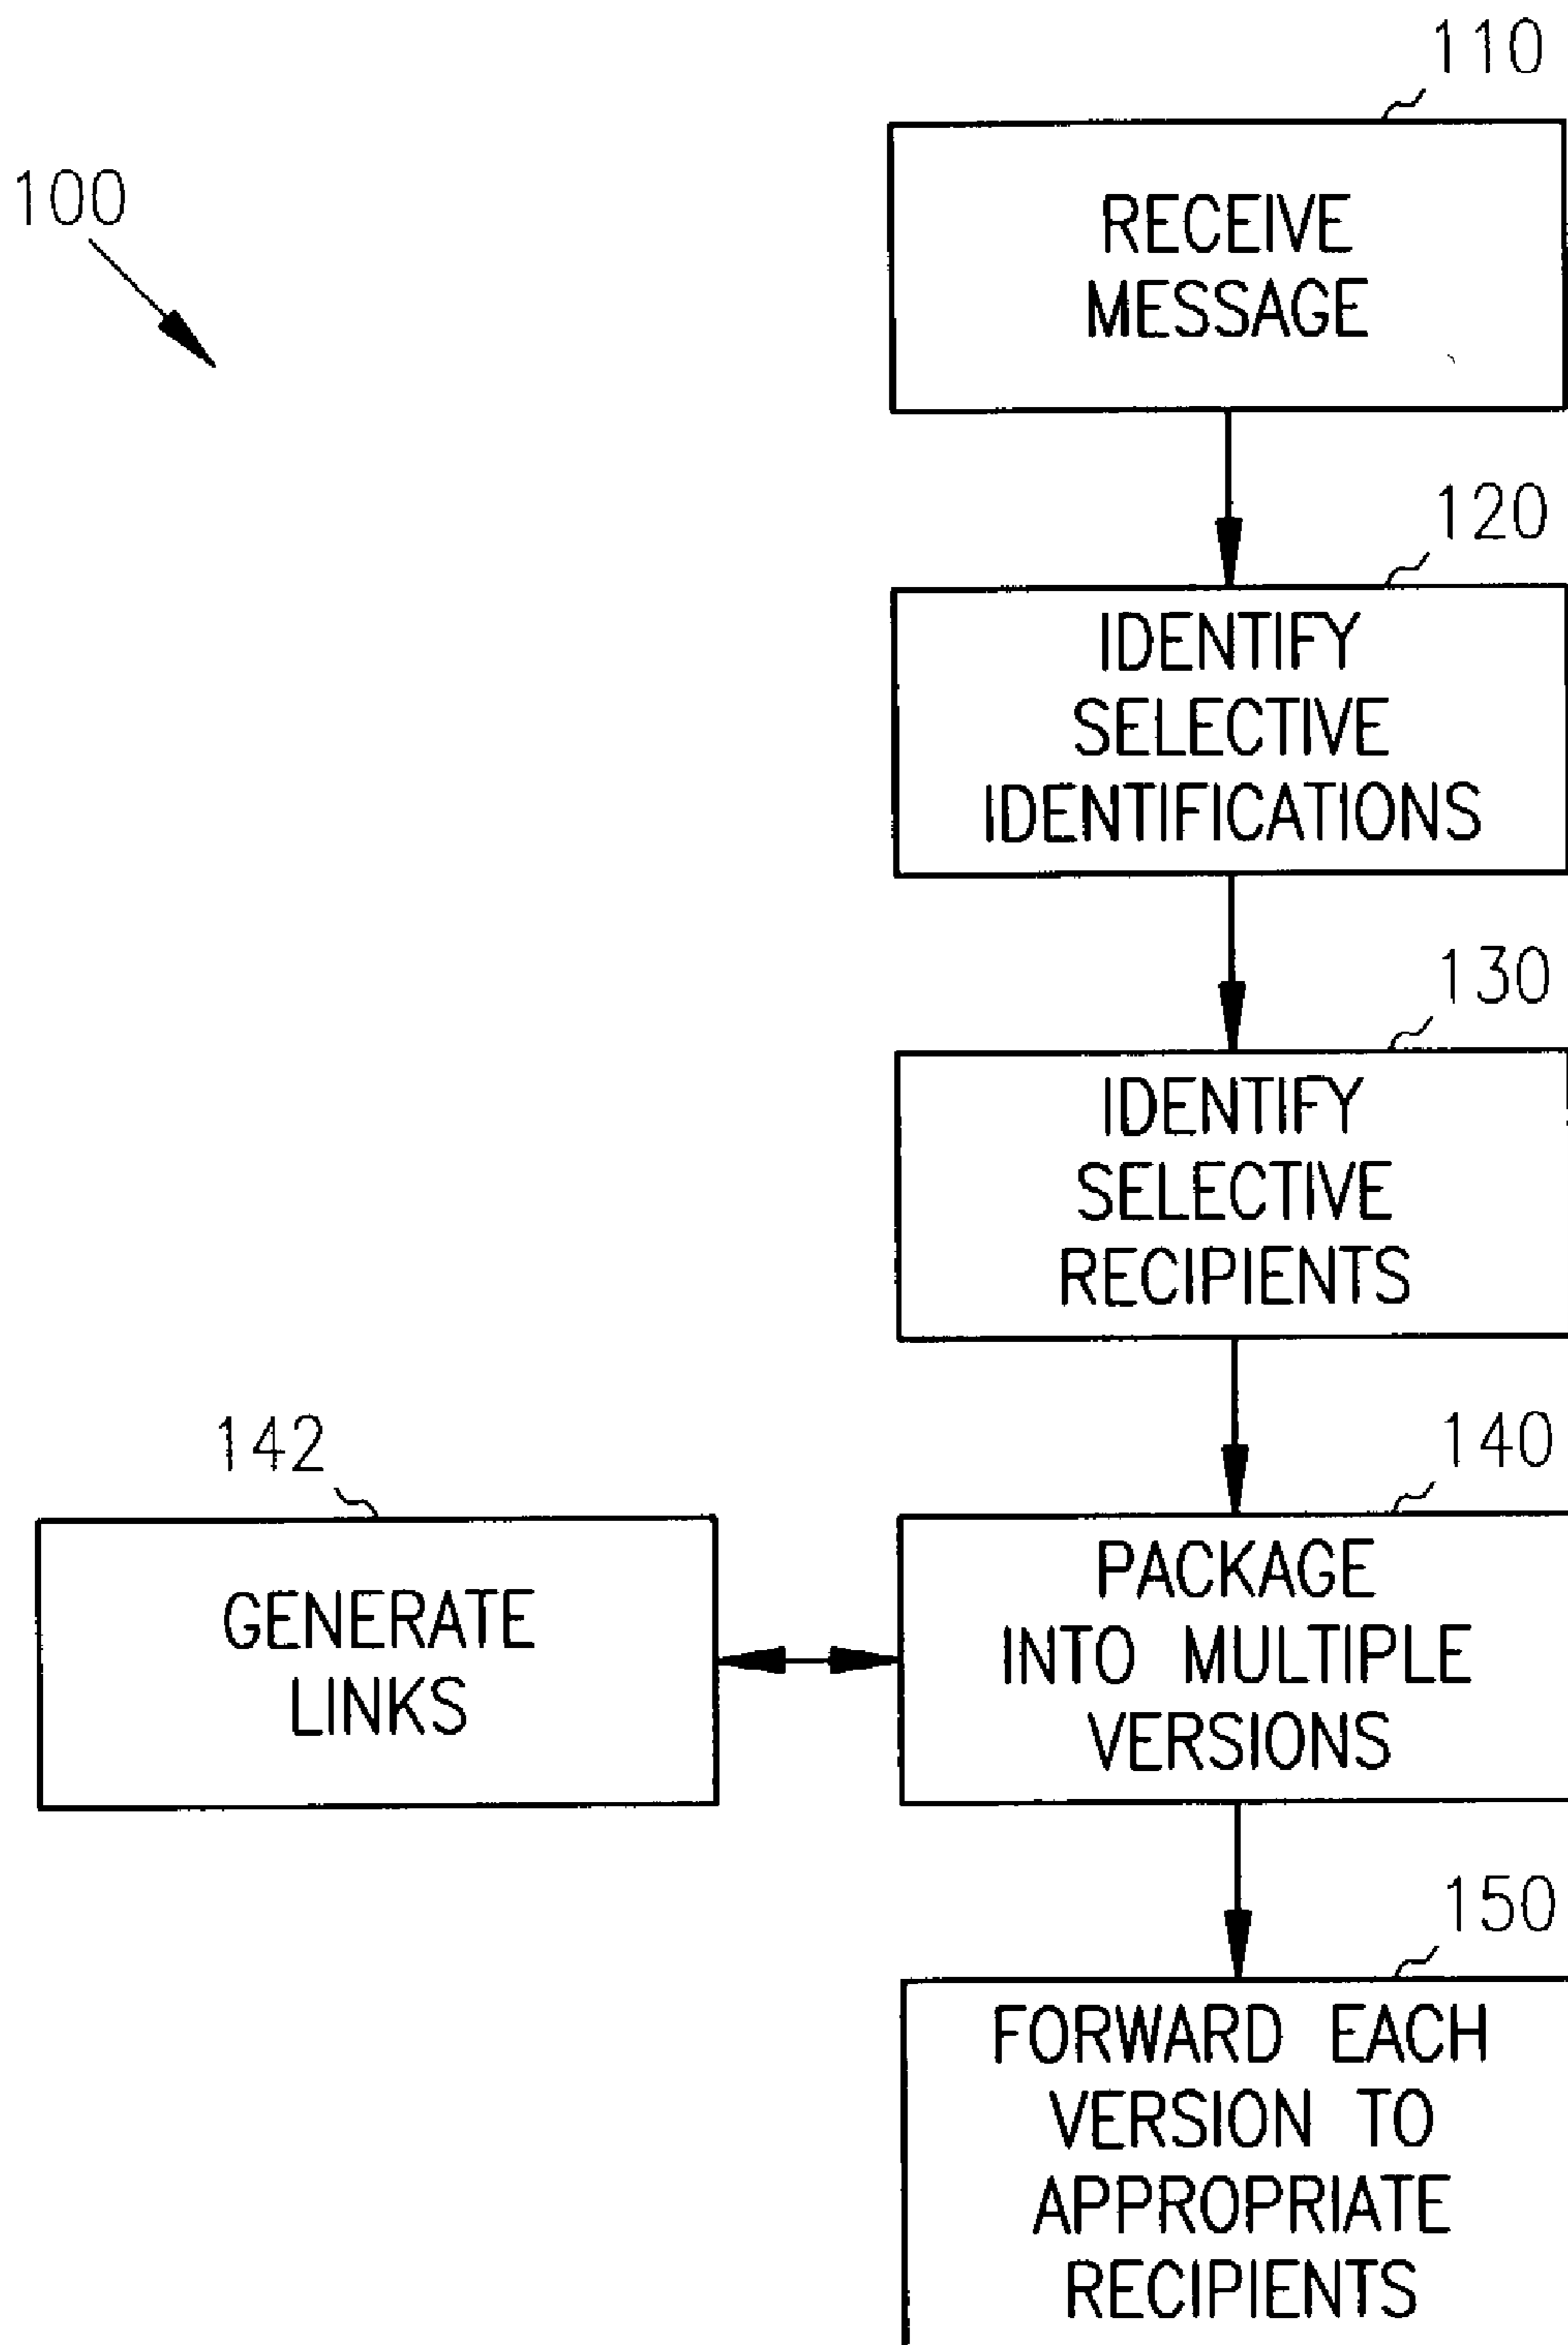 100
110
RECEIVE
MESSAGE
120
IDENTIFY
SELECTIVE
IDENTIFICATIONS
130
IDENTIFY
SELECTIVE
RECIPIENTS
142
GENERATE
LINKS
140
PACKAGE
INTO MULTIPLE
VERSIONS
150
FORWARD EACH
VERSION TO
APPROPRIATE
RECIPIENTS